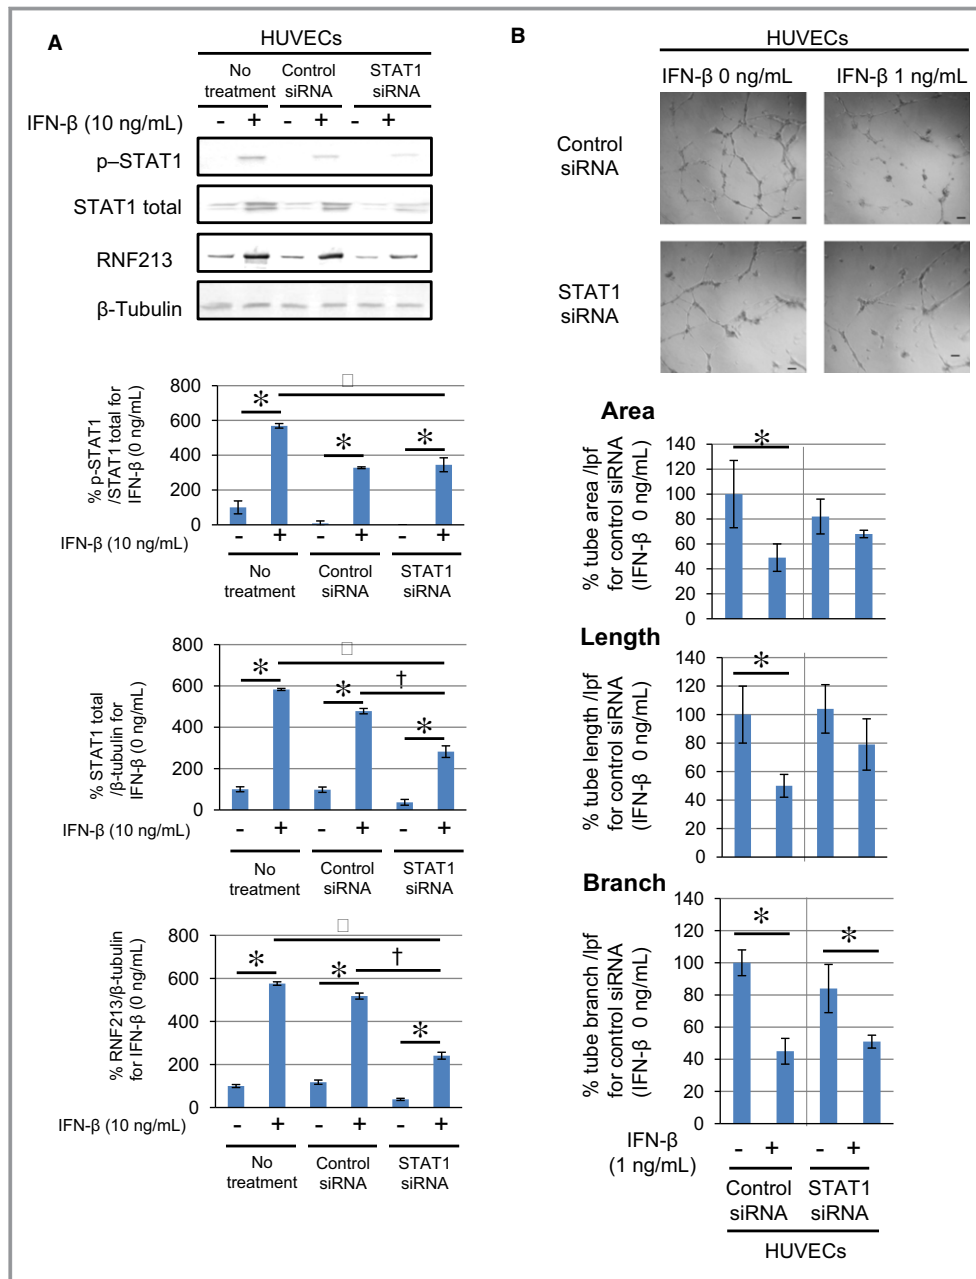 A
HUVECs
No treatment
Control siRNA
STAT1 siRNA
IFN-β (10 ng/mL) - + - + - +
p–STAT1
STAT1 total
RNF213
β-Tubulin
% p-STAT1
/STAT1 total for
IFN-β (0 ng/mL)
800
600
400
200
0
* * * □
IFN-β (10 ng/mL) - + - + - +
No treatment
Control siRNA
STAT1 siRNA
% STAT1 total
/β-tubulin for
IFN-β (0 ng/mL)
800
600
400
200
0
* * * □ †
IFN-β (10 ng/mL) - + - + - +
No treatment
Control siRNA
STAT1 siRNA
% RNF213/β-tubulin
for IFN-β (0 ng/mL)
800
600
400
200
0
* * * □ †
IFN-β (10 ng/mL) - + - + - +
No treatment
Control siRNA
STAT1 siRNA
B
HUVECs
IFN-β 0 ng/mL
IFN-β 1 ng/mL
Control
siRNA
STAT1
siRNA
Area
% tube area /lpf
for control siRNA
(IFN-β 0 ng/mL)
140
120
100
80
60
40
20
0
*
Length
% tube length /lpf
for control siRNA
(IFN-β 0 ng/mL)
140
120
100
80
60
40
20
0
*
Branch
% tube branch /lpf
for control siRNA
(IFN-β 0 ng/mL)
140
120
100
80
60
40
20
0
* *
IFN-β
(1 ng/mL)
- + - +
Control siRNA
STAT1 siRNA
HUVECs